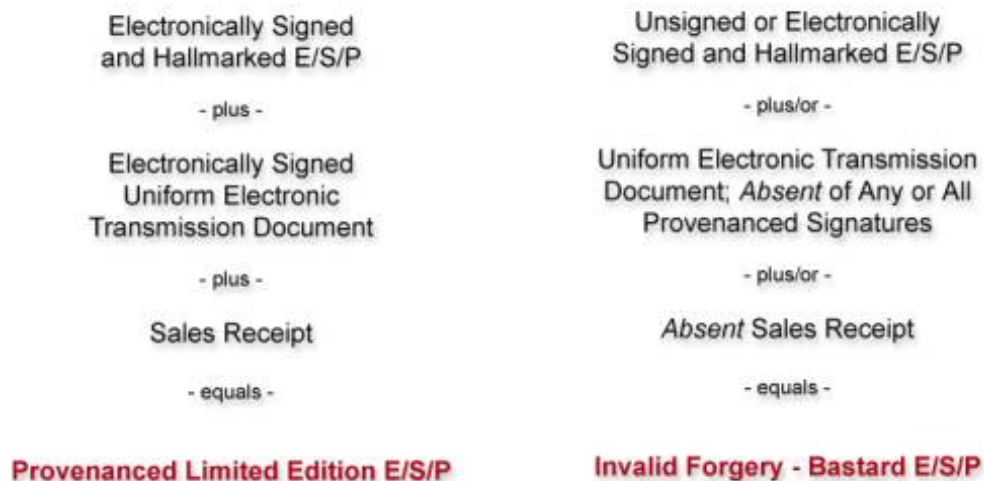 Electronically Signed
and Hallmarked E/S/P
- plus -
Electronically Signed
Uniform Electronic
Transmission Document
- plus -
Sales Receipt
- equals -
Provenanced Limited Edition E/S/P
Unsigned or Electronically
Signed and Hallmarked E/S/P
- plus/or -
Uniform Electronic Transmission
Document; Absent of Any or All
Provenanced Signatures
- plus/or -
Absent Sales Receipt
- equals -
Invalid Forgery - Bastard E/S/P